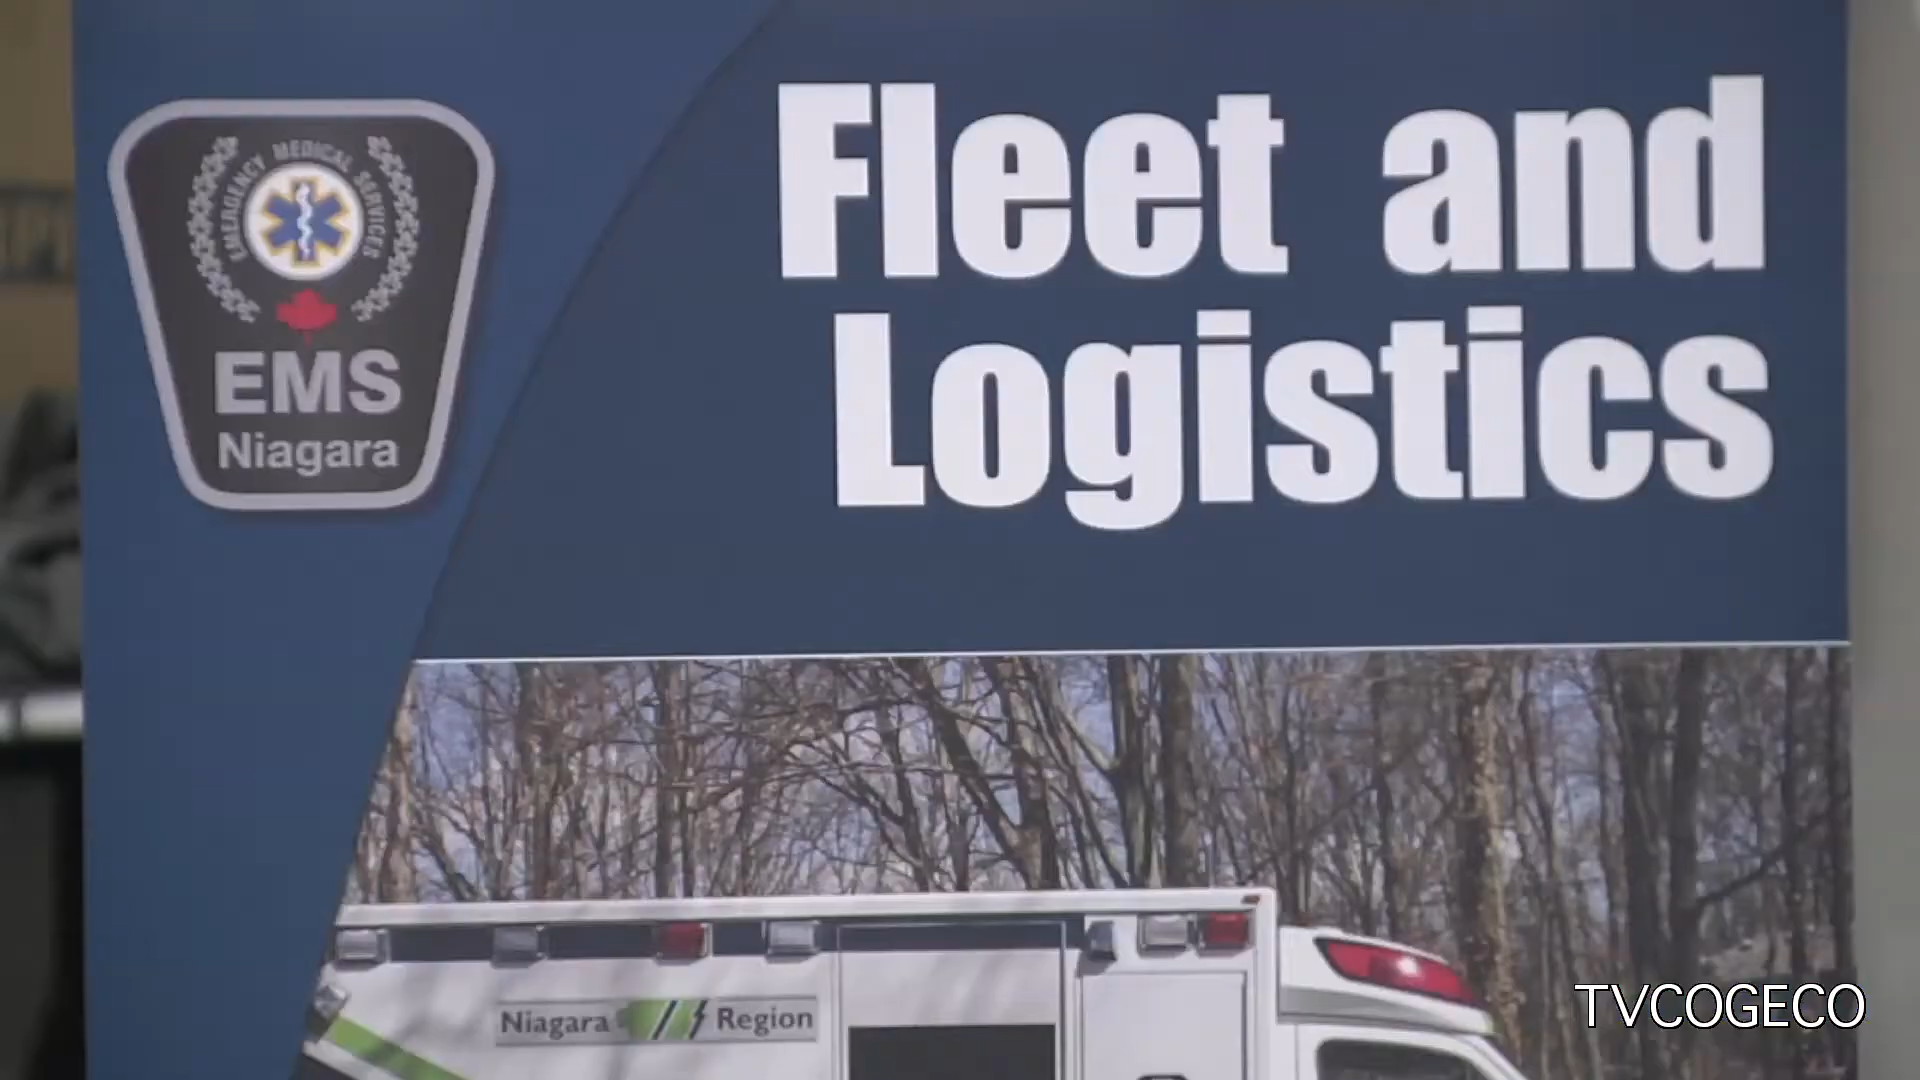 EMERGENCY MEDICAL SERVICES
EMS
Niagara
Fleet and
Logistics
Niagara Region
TVCOGECO